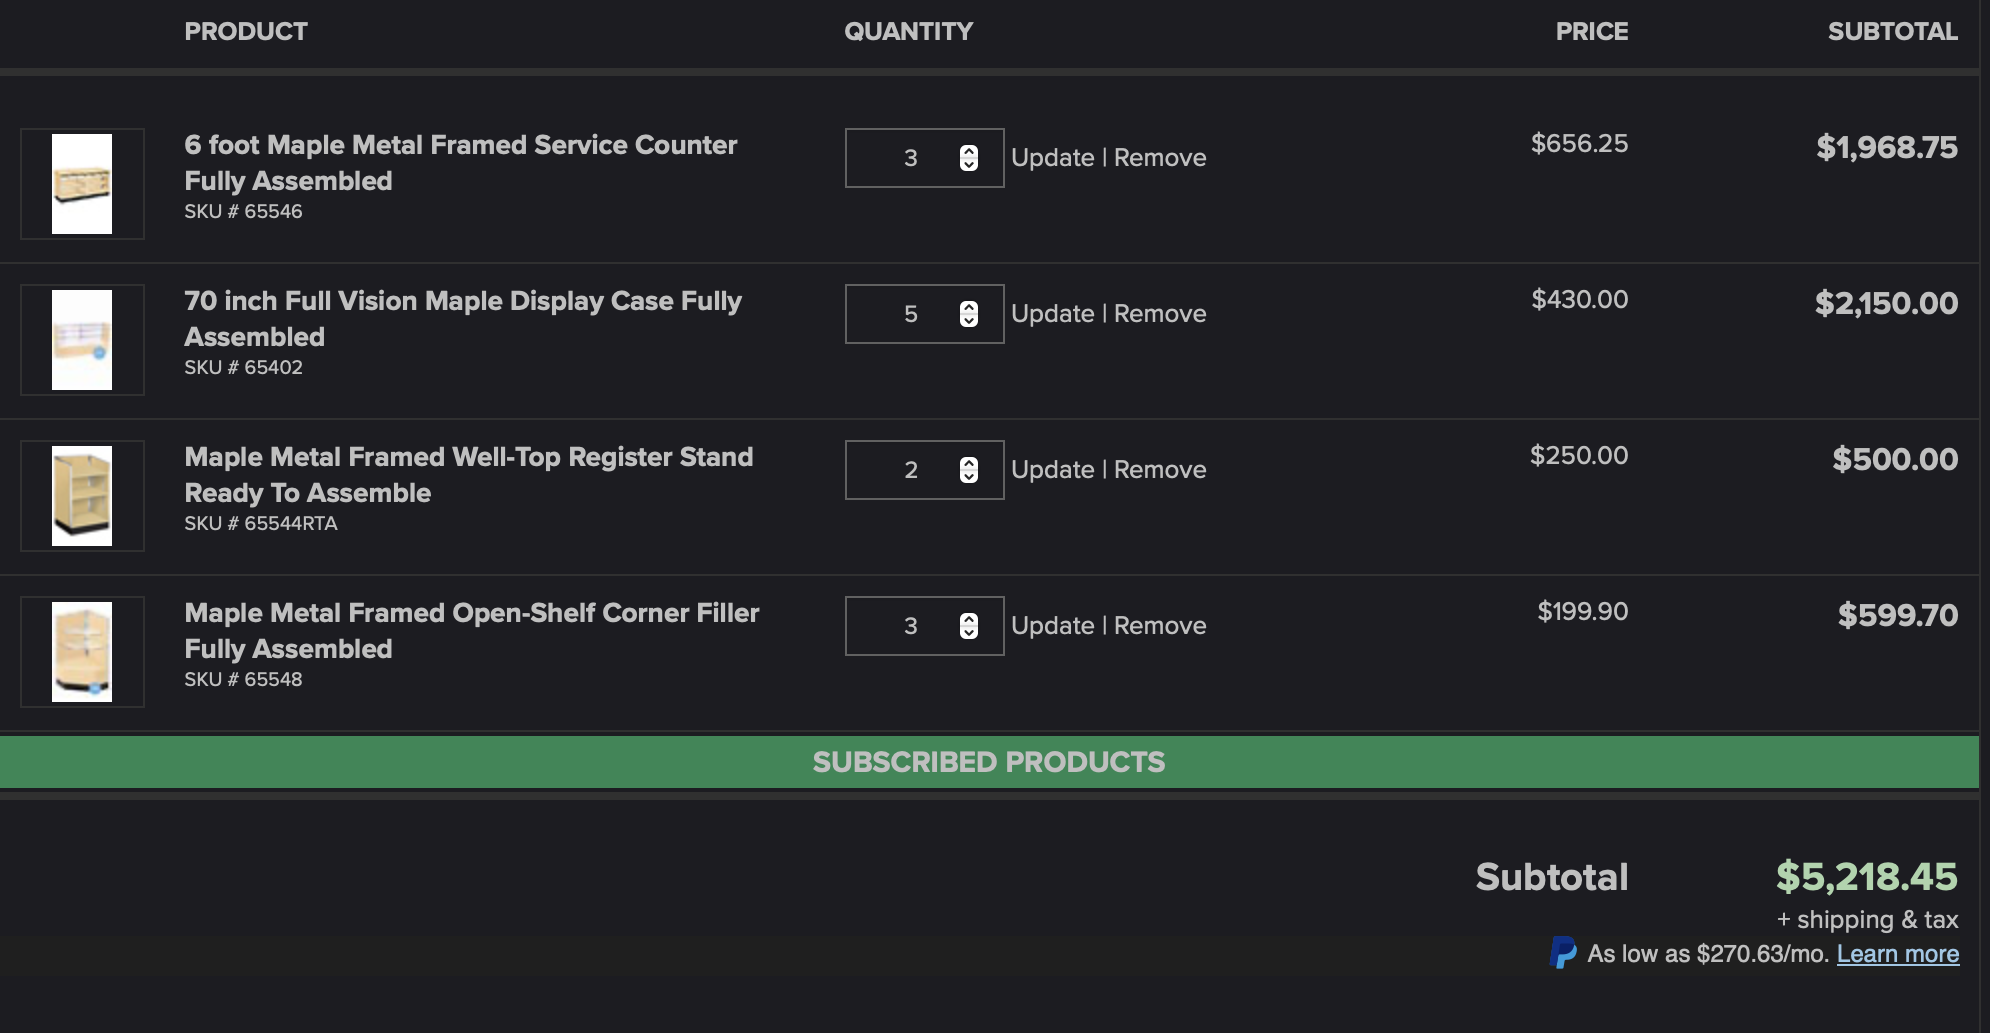 PRODUCT QUANTITY PRICE SUBTOTAL
6 foot Maple Metal Framed Service Counter
Fully Assembled
SKU # 65546
3 Update | Remove $656.25 $1,968.75
70 inch Full Vision Maple Display Case Fully
Assembled
SKU # 65402
5 Update | Remove $430.00 $2,150.00
Maple Metal Framed Well-Top Register Stand
Ready To Assemble
SKU # 65544RTA
2 Update | Remove $250.00 $500.00
Maple Metal Framed Open-Shelf Corner Filler
Fully Assembled
SKU # 65548
3 Update | Remove $199.90 $599.70
SUBSCRIBED PRODUCTS
Subtotal $5,218.45
+ shipping & tax
As low as $270.63/mo. Learn more